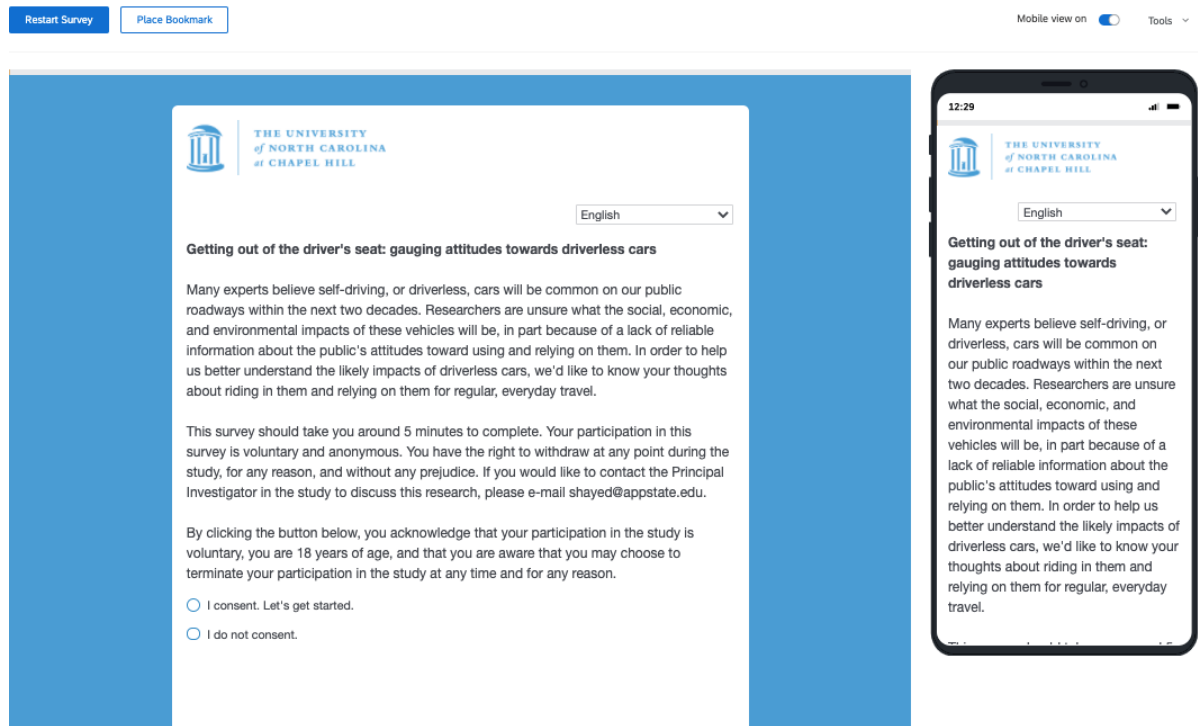 Restart Survey
Place Bookmark
Mobile view on
Tools
THE UNIVERSITY
of NORTH CAROLINA
at CHAPEL HILL
English
Getting out of the driver's seat: gauging attitudes towards driverless cars
Many experts believe self-driving, or driverless, cars will be common on our public
roadways within the next two decades. Researchers are unsure what the social, economic,
and environmental impacts of these vehicles will be, in part because of a lack of reliable
information about the public's attitudes toward using and relying on them. In order to help
us better understand the likely impacts of driverless cars, we'd like to know your thoughts
about riding in them and relying on them for regular, everyday travel.
This survey should take you around 5 minutes to complete. Your participation in this
survey is voluntary and anonymous. You have the right to withdraw at any point during the
study, for any reason, and without any prejudice. If you would like to contact the Principal
Investigator in the study to discuss this research, please e-mail shayed@appstate.edu.
By clicking the button below, you acknowledge that your participation in the study is
voluntary, you are 18 years of age, and that you are aware that you may choose to
terminate your participation in the study at any time and for any reason.
I consent. Let's get started.
I do not consent.
12:29
THE UNIVERSITY
of NORTH CAROLINA
at CHAPEL HILL
English
Getting out of the driver's seat:
gauging attitudes towards
driverless cars
Many experts believe self-driving, or
driverless, cars will be common on
our public roadways within the next
two decades. Researchers are unsure
what the social, economic, and
environmental impacts of these
vehicles will be, in part because of a
lack of reliable information about the
public's attitudes toward using and
relying on them. In order to help us
better understand the likely impacts of
driverless cars, we'd like to know your
thoughts about riding in them and
relying on them for regular, everyday
travel.